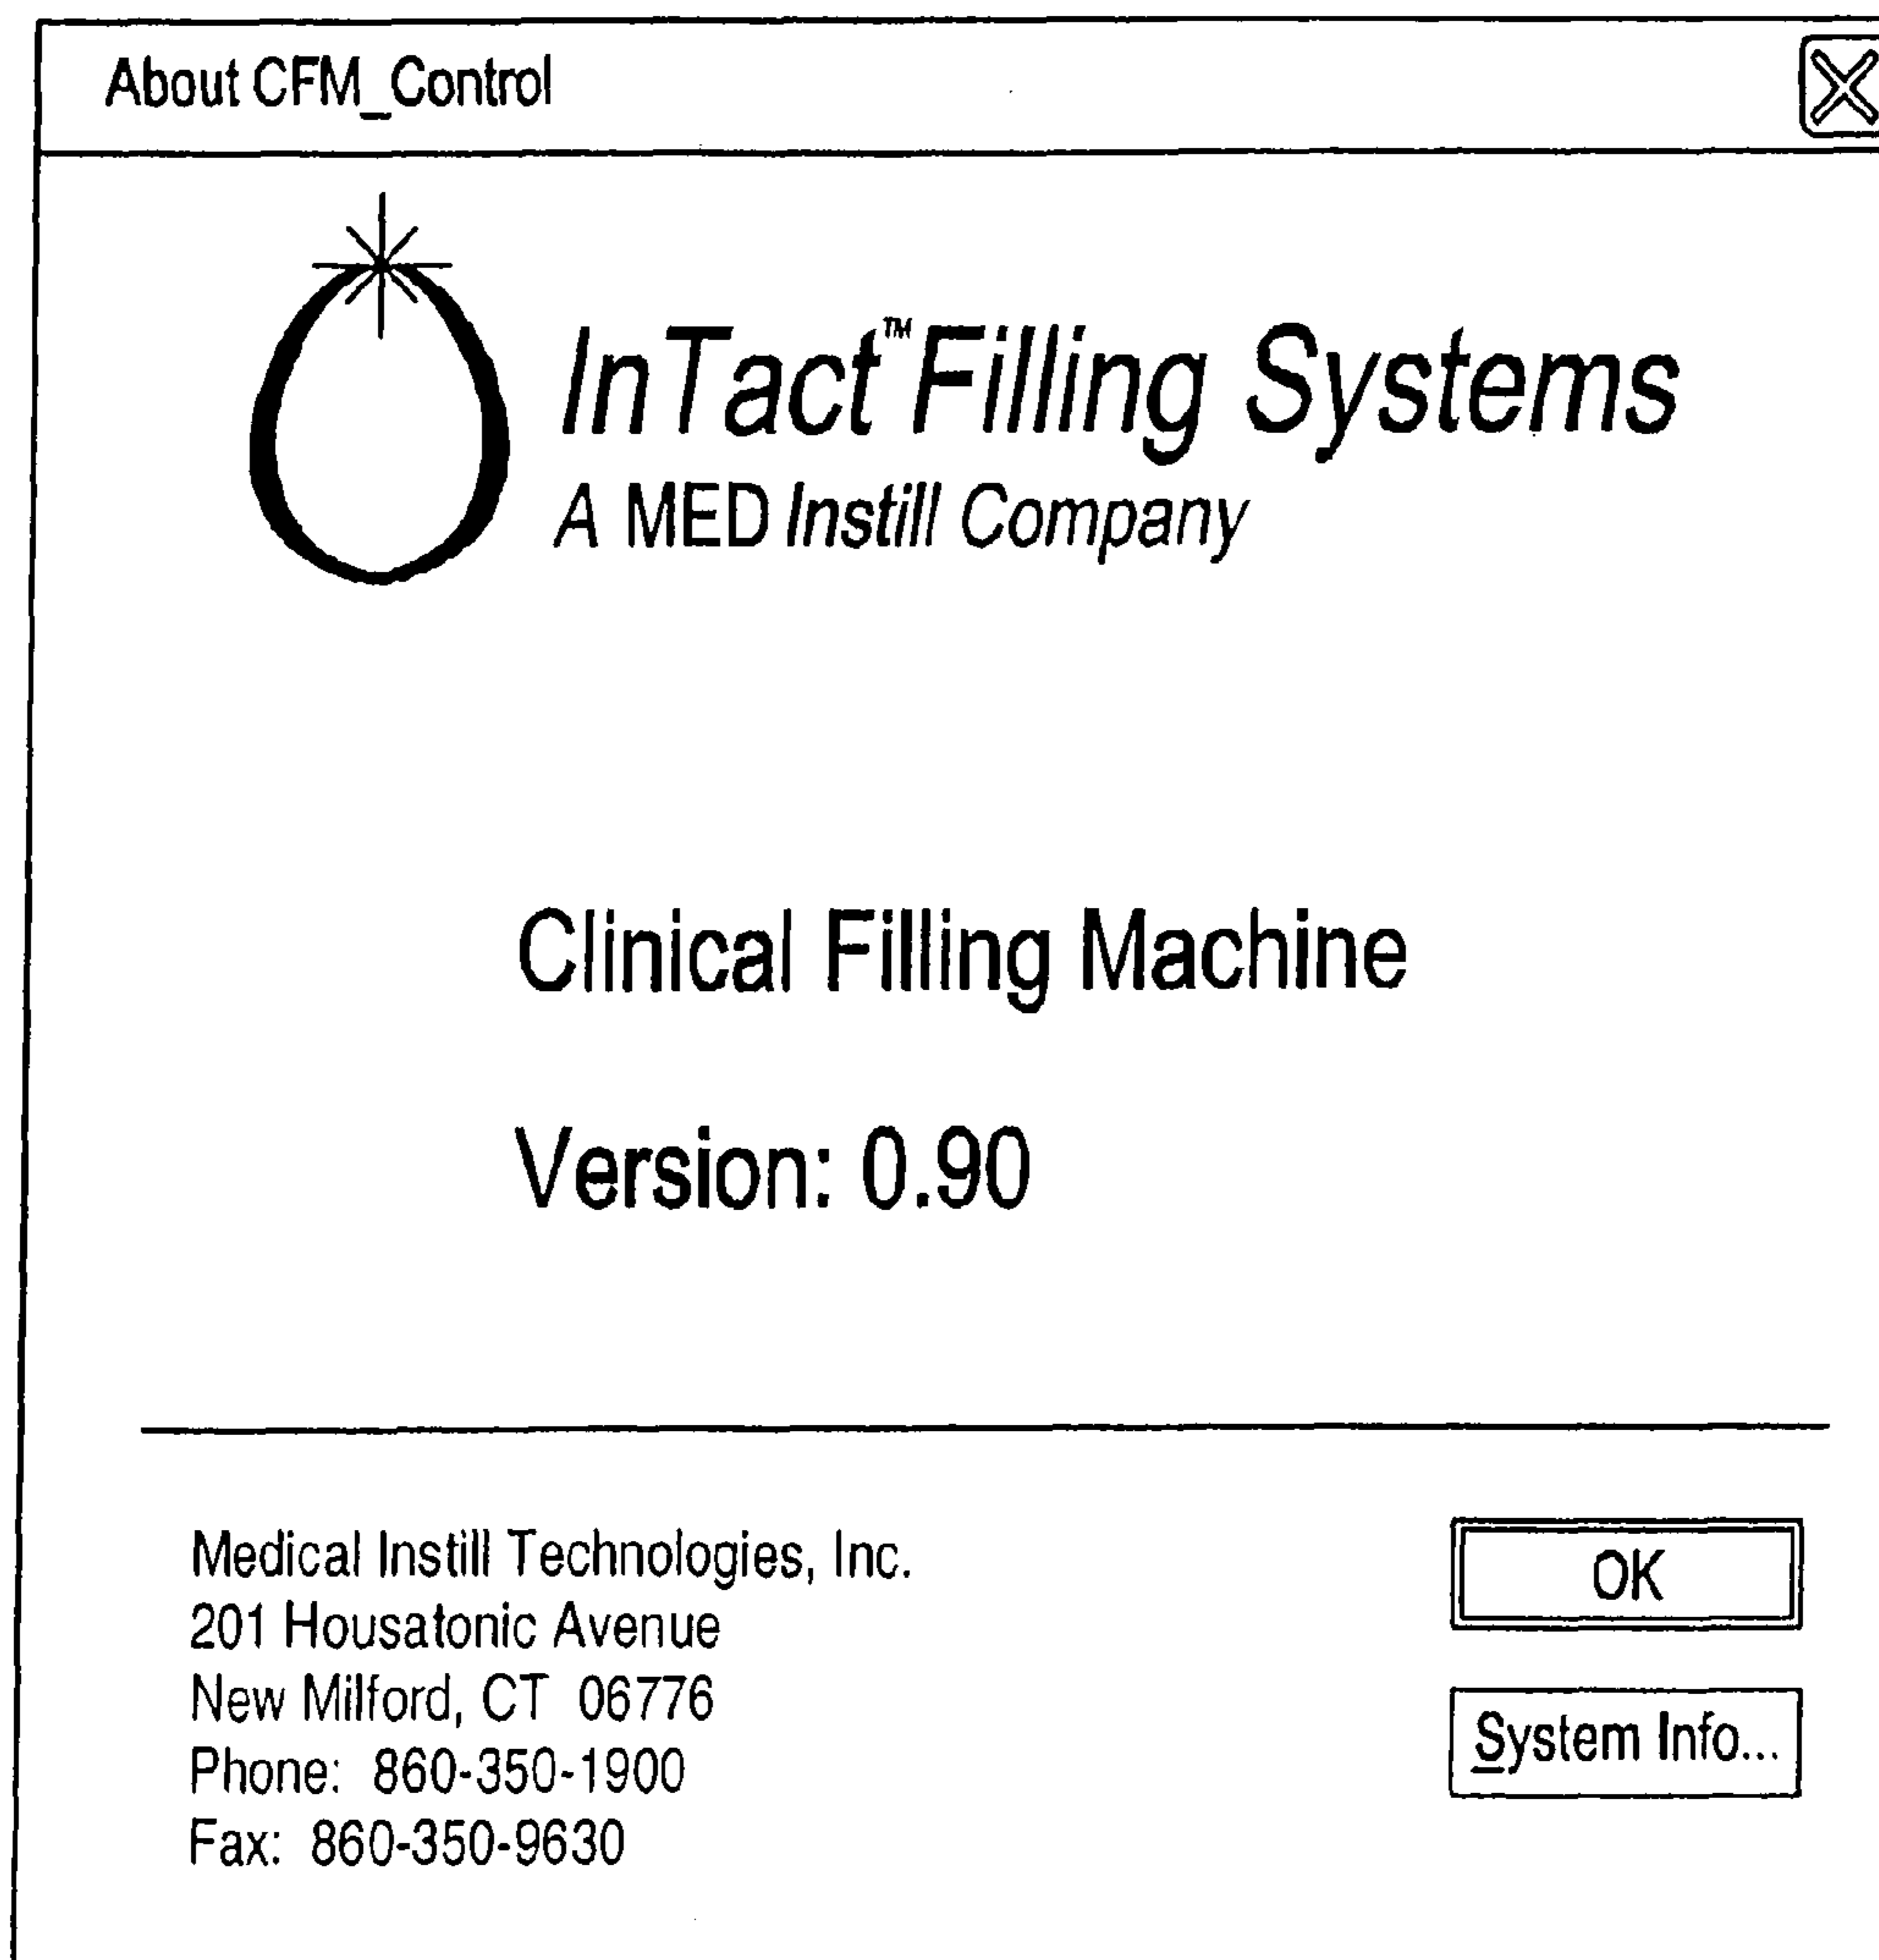 About CFM_Control
InTact™ Filling Systems
A MED Instill Company
Clinical Filling Machine
Version: 0.90
Medical Instill Technologies, Inc.
201 Housatonic Avenue
New Milford, CT 06776
Phone: 860-350-1900
Fax: 860-350-9630
OK
System Info...